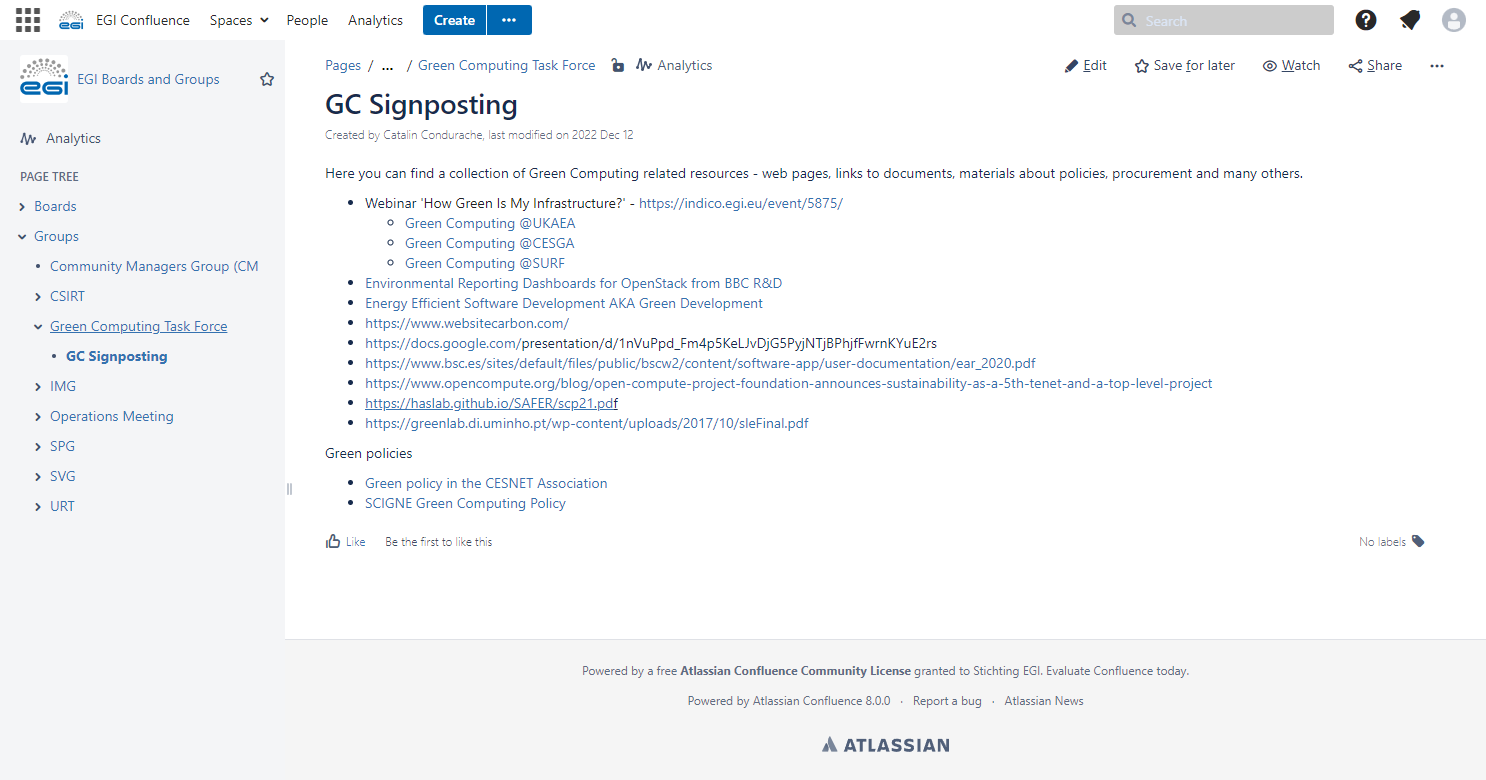 EGI Confluence Spaces People Analytics Create ••• Search
egi EGI Boards and Groups
Analytics
PAGE TREE
Boards
Groups
Community Managers Group (CM
CSIRT
Green Computing Task Force
GC Signposting
IMG
Operations Meeting
SPG
SVG
URT
Pages / ... / Green Computing Task Force Analytics
Edit Save for later Watch Share •••
GC Signposting
Created by Catalin Condurache, last modified on 2022 Dec 12
Here you can find a collection of Green Computing related resources - web pages, links to documents, materials about policies, procurement and many others.
• Webinar 'How Green Is My Infrastructure?' - https://indico.egi.eu/event/5875/
◦ Green Computing @UKAEA
◦ Green Computing @CESGA
◦ Green Computing @SURF
• Environmental Reporting Dashboards for OpenStack from BBC R&D
• Energy Efficient Software Development AKA Green Development
• https://www.websitecarbon.com/
• https://docs.google.com/presentation/d/1nVuPpd_Fm4p5KeLJvDjG5PyjNTjBPhjfFwrnKYuE2rs
• https://www.bsc.es/sites/default/files/public/bscw2/content/software-app/user-documentation/ear_2020.pdf
• https://www.opencompute.org/blog/open-compute-project-foundation-announces-sustainability-as-a-5th-tenet-and-a-top-level-project
• https://haslab.github.io/SAFER/scp21.pdf
• https://greenlab.di.uminho.pt/wp-content/uploads/2017/10/sleFinal.pdf
Green policies
• Green policy in the CESNET Association
• SCIGNE Green Computing Policy
Like Be the first to like this No labels
Powered by a free Atlassian Confluence Community License granted to Stichting EGI. Evaluate Confluence today.
Powered by Atlassian Confluence 8.0.0 · Report a bug · Atlassian News
ATLASSIAN